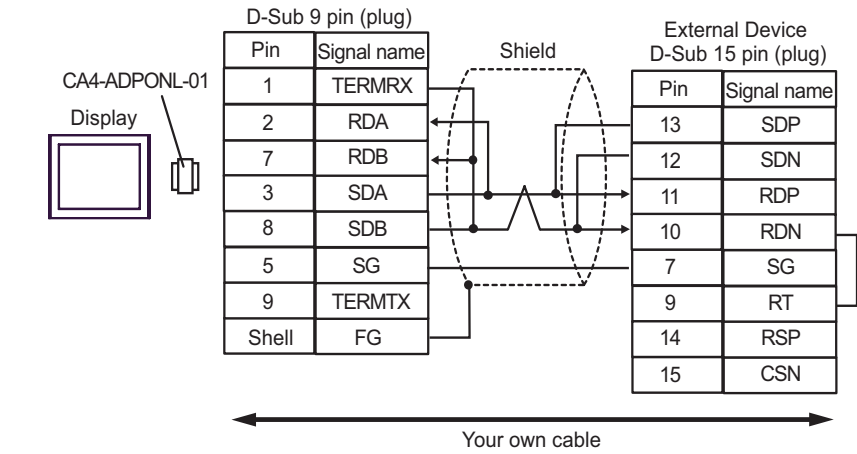 D-Sub 9 pin (plug)
External Device
D-Sub 15 pin (plug)
Shield
CA4-ADPONL-01
Display
Pin Signal name
1 TERMRX
2 RDA
7 RDB
3 SDA
8 SDB
5 SG
9 TERMTX
Shell FG
Pin Signal name
13 SDP
12 SDN
11 RDP
10 RDN
7 SG
9 RT
14 RSP
15 CSN
Your own cable